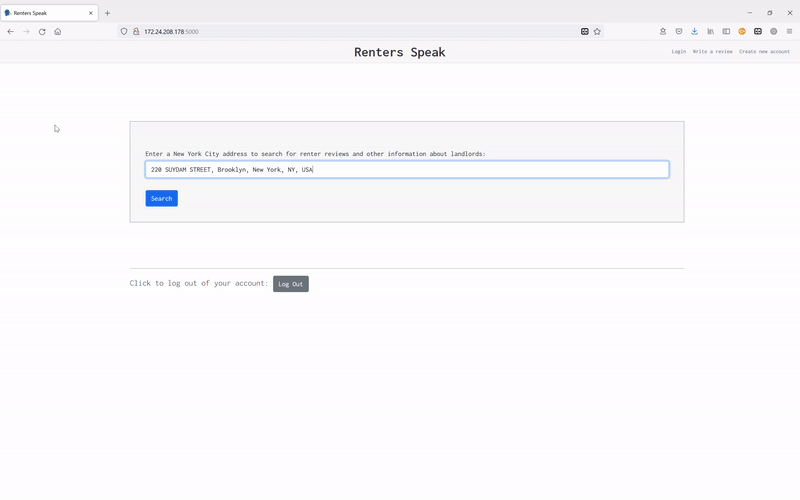 Renters Speak
172.24.208.178:5000
Renters Speak
Login Write a review Create new account
Enter a New York City address to search for renter reviews and other information about landlords:
220 SUYDAM STREET, Brooklyn, New York, NY, USA
Search
Click to log out of your account: Log Out